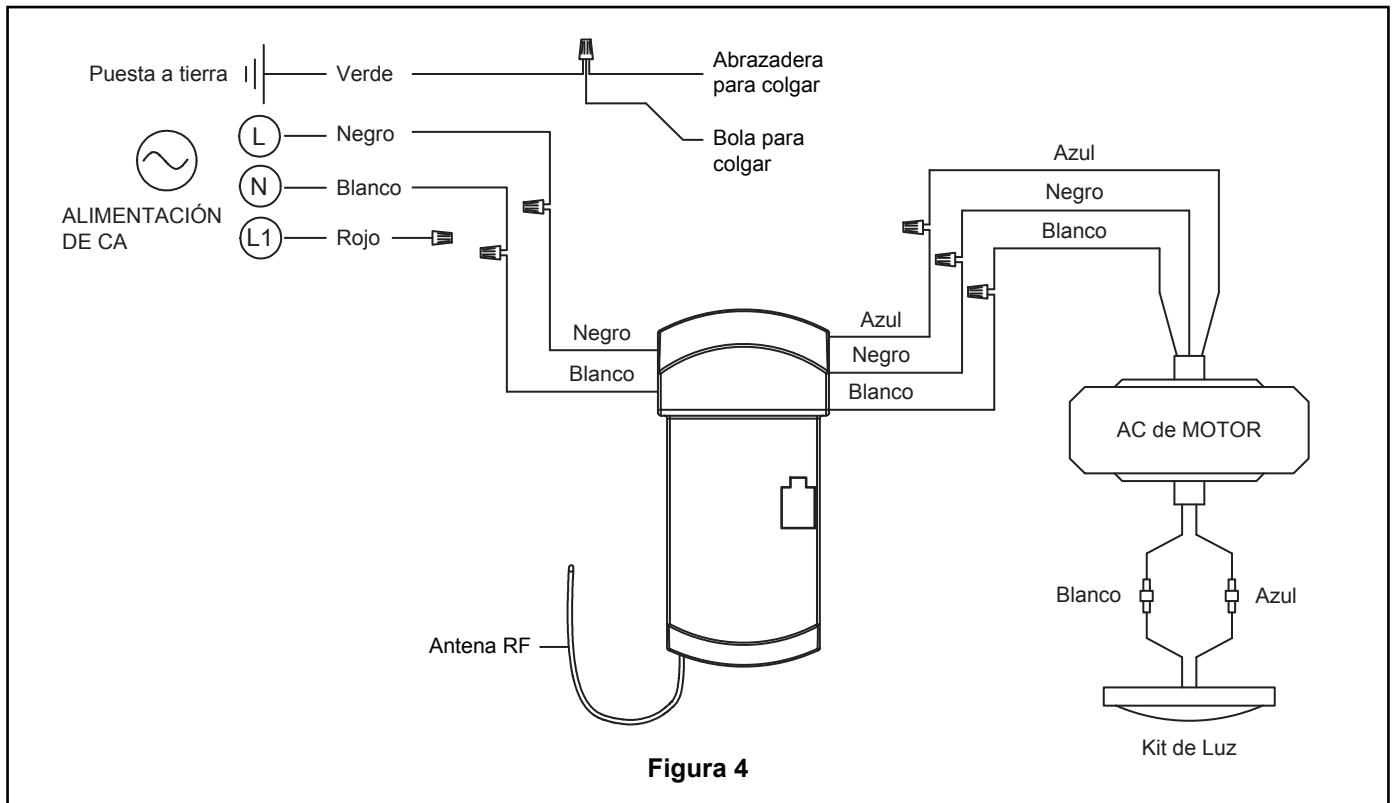 Puesta a tierra
Verde
Abrazadera
para colgar
Bola para
colgar
L
Negro
N
Blanco
L1
Rojo
ALIMENTACIÓN
DE CA
Azul
Negro
Blanco
Negro
Blanco
Azul
Negro
Blanco
AC de MOTOR
Blanco
Azul
Antena RF
Kit de Luz
Figura 4